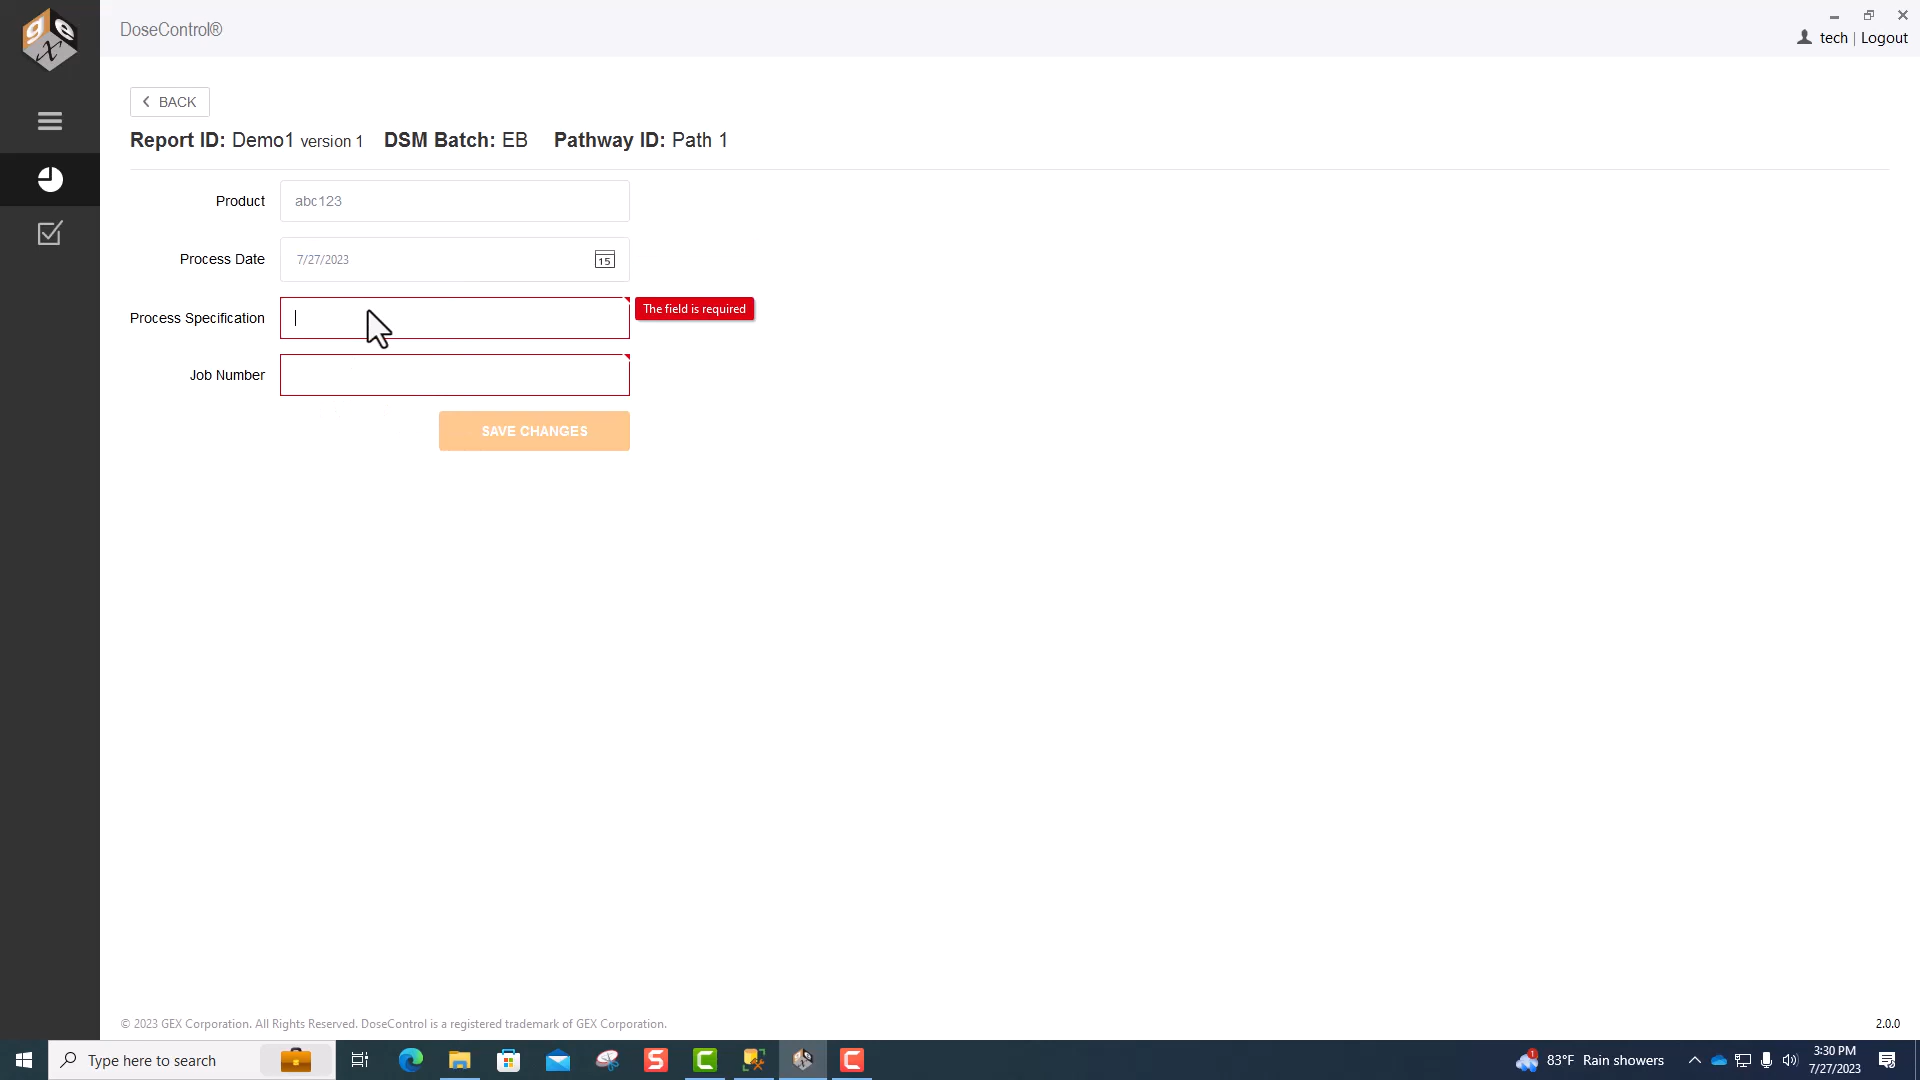 gex
DoseControl®
tech | Logout
BACK
Report ID: Demo1 version 1 DSM Batch: EB Pathway ID: Path 1
Product abc123
Process Date 7/27/2023 15
Process Specification The field is required
Job Number
SAVE CHANGES
© 2023 GEX Corporation. All Rights Reserved. DoseControl is a registered trademark of GEX Corporation. 2.0.0
Type here to search
S C C
1 83°F Rain showers
3:30 PM
7/27/2023